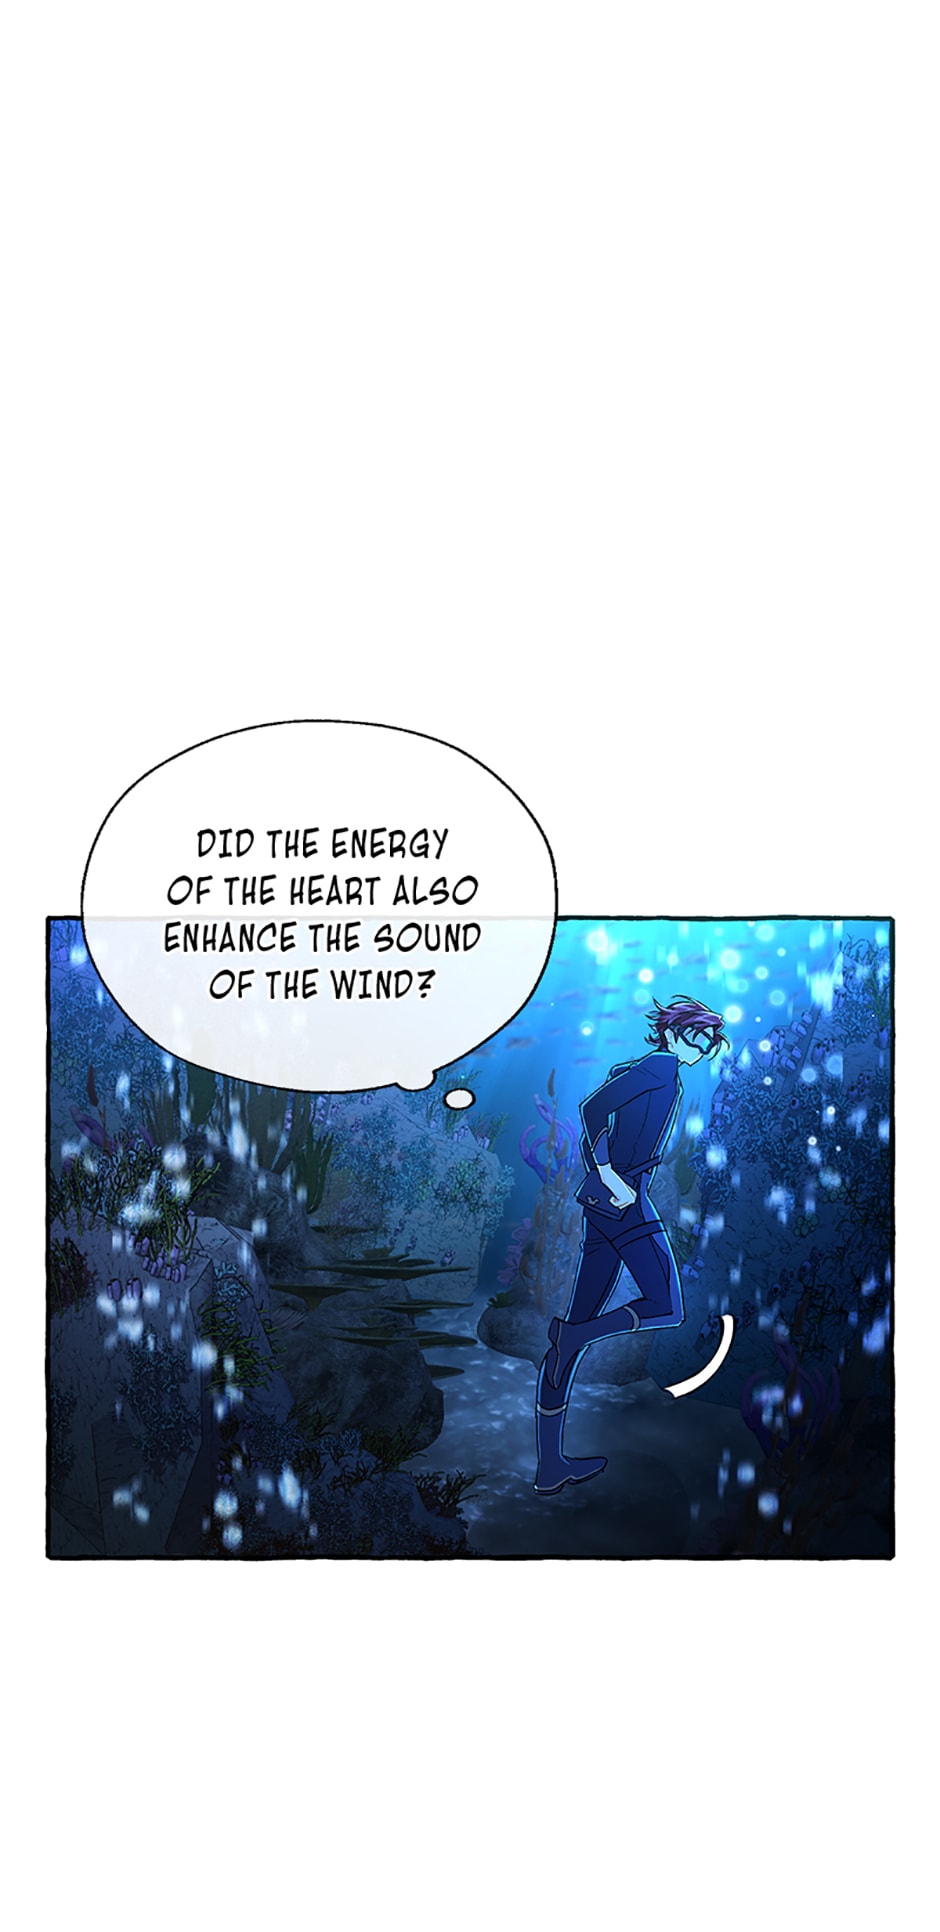 DID THE ENERGY
OF THE HEART ALSO
ENHANCE THE SOUND
OF THE WIND?